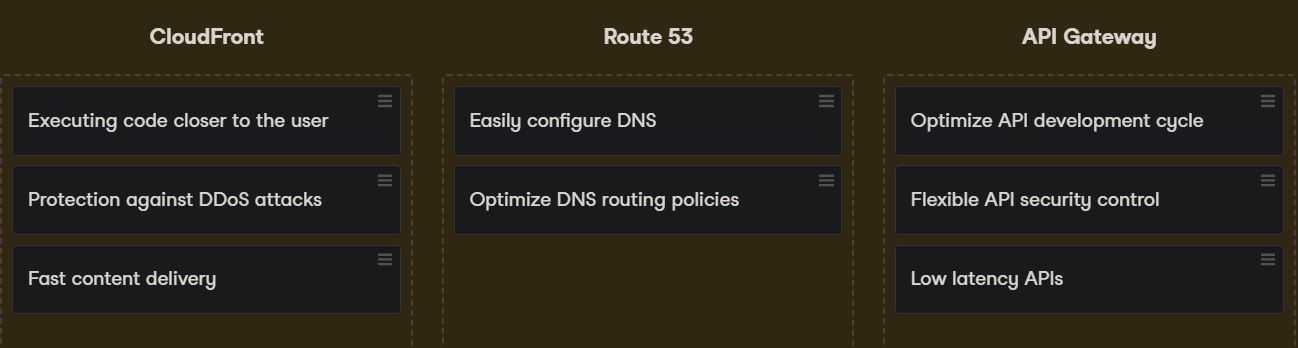 CloudFront
Executing code closer to the user
Protection against DDoS attacks
Fast content delivery
Route 53
Easily configure DNS
Optimize DNS routing policies
API Gateway
Optimize API development cycle
Flexible API security control
Low latency APIs